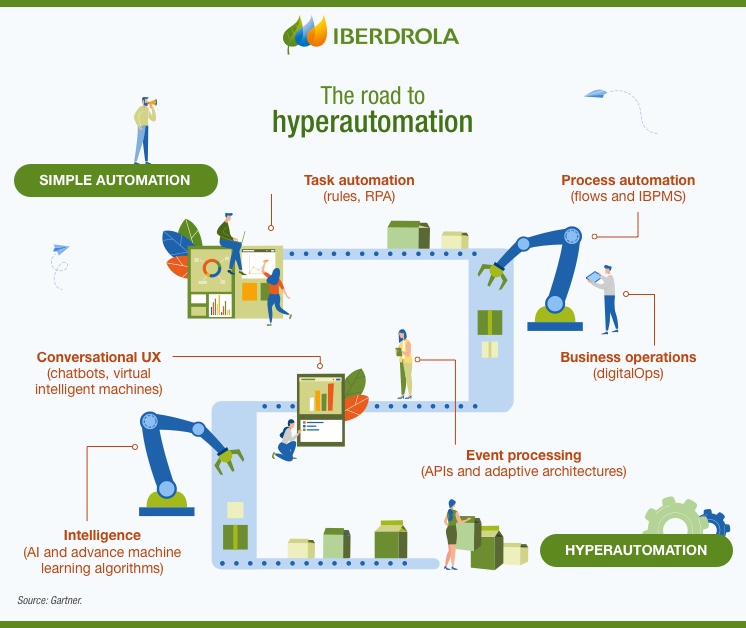 IBERDROLA
The road to
hyperautomation
SIMPLE AUTOMATION
Task automation
(rules, RPA)
Process automation
(flows and IBPMS)
Business operations
(digitalOps)
Event processing
(APIs and adaptive architectures)
Conversational UX
(chatbots, virtual
intelligent machines)
Intelligence
(AI and advance machine
learning algorithms)
HYPERAUTOMATION
Source: Gartner.